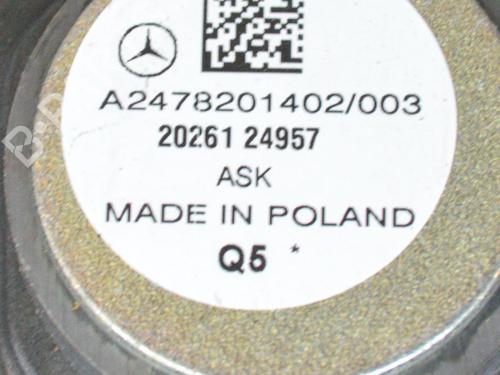 A2478201402/003
20261 24957
ASK
MADE IN POLAND
Q5 *